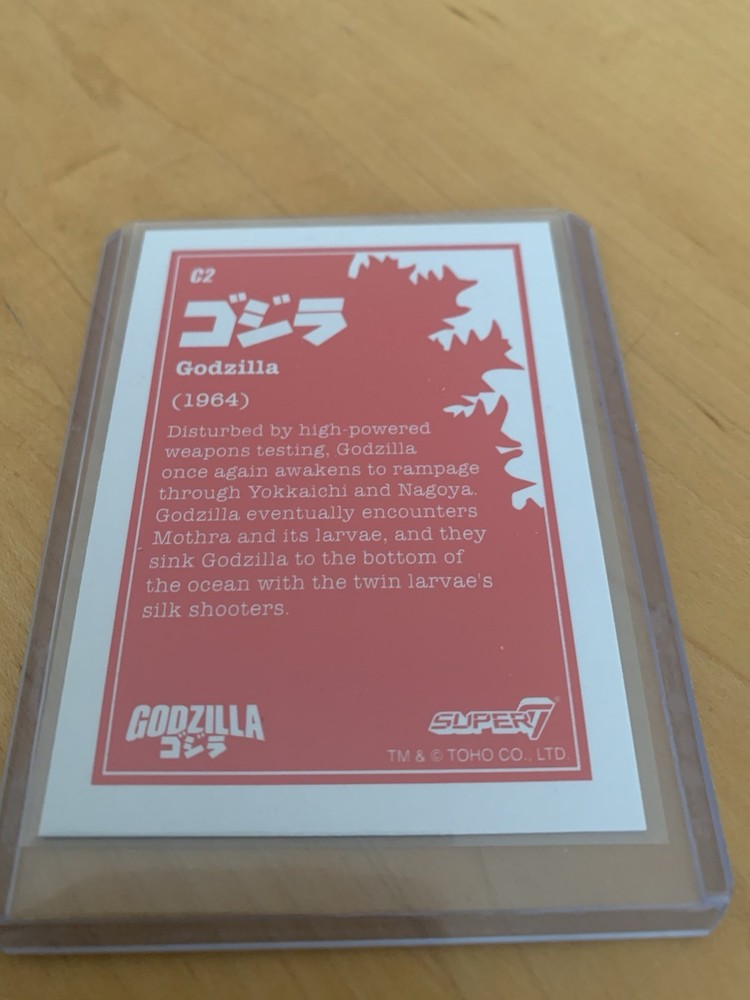 C2
ゴジラ
Godzilla
(1964)
Disturbed by high-powered
weapons testing, Godzilla
once again awakens to rampage
through Yokkaichi and Nagoya.
Godzilla eventually encounters
Mothra and its larvae, and they
sink Godzilla to the bottom of
the ocean with the twin larvae's
silk shooters.
GODZILLA
ゴジラ
SUPER7
TM & © TOHO CO., LTD.